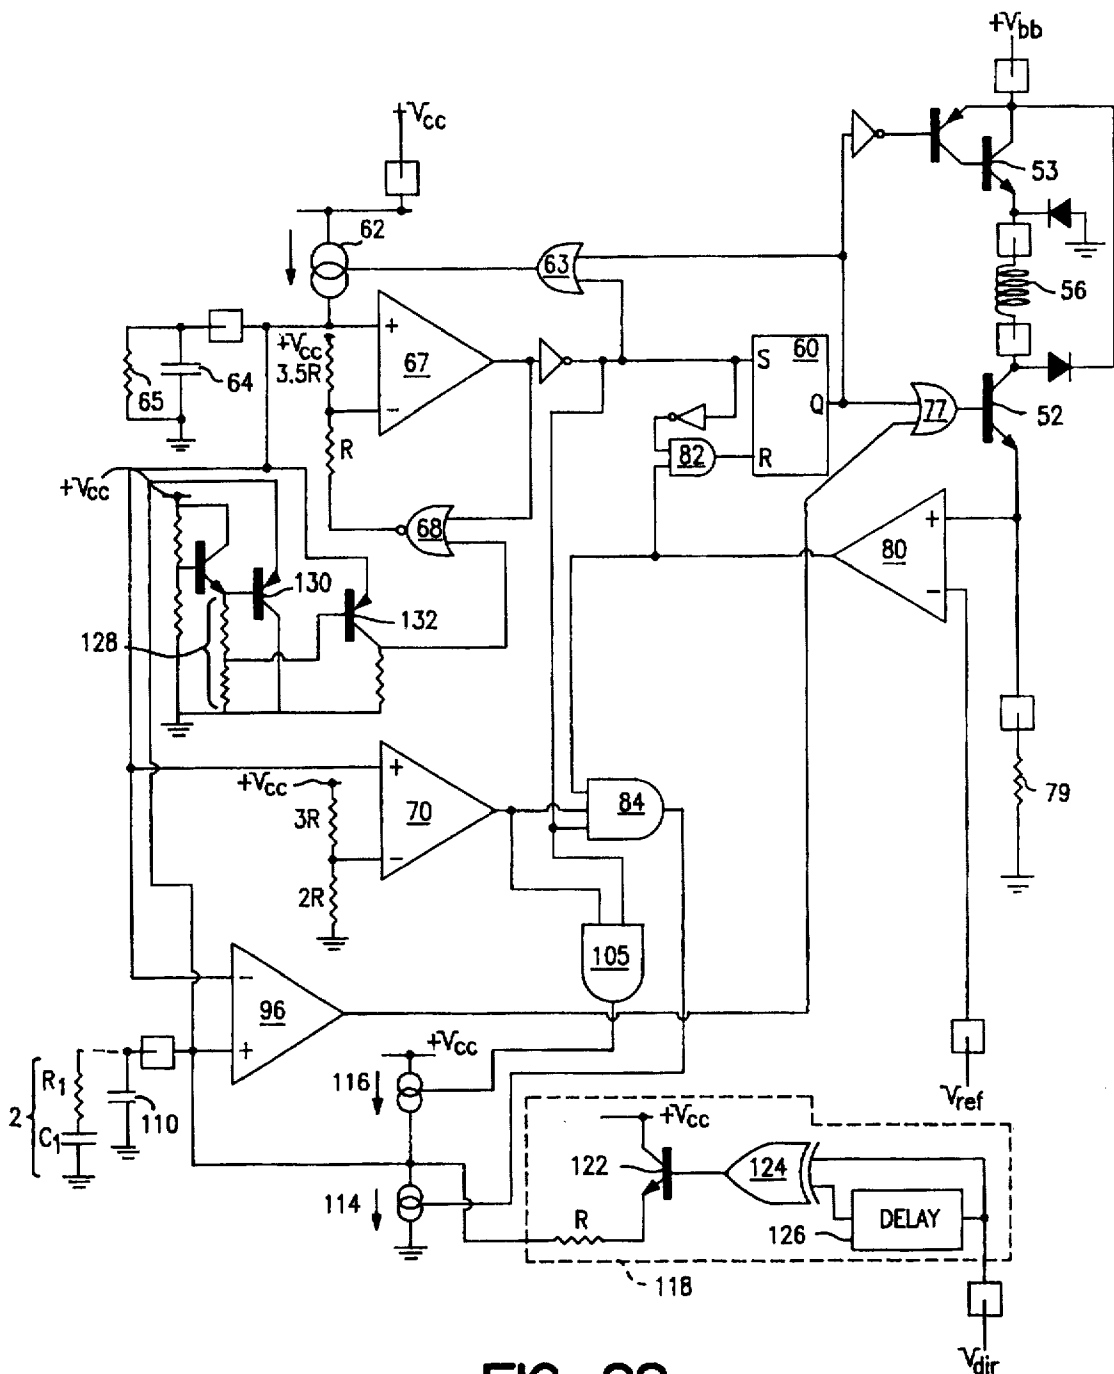 +Vbb
+Vcc
53
62
63
56
+
+Vcc
3.5R
67
65
64
−
S
60
Q
77
52
82
R
R
+Vcc
68
80
+
−
130
132
128
+Vcc
+
70
84
79
3R
−
2R
105
−
96
+
+Vcc
R1
110
116
Vref
2
C1
+Vcc
122
124
114
R
DELAY
126
118
Vdir